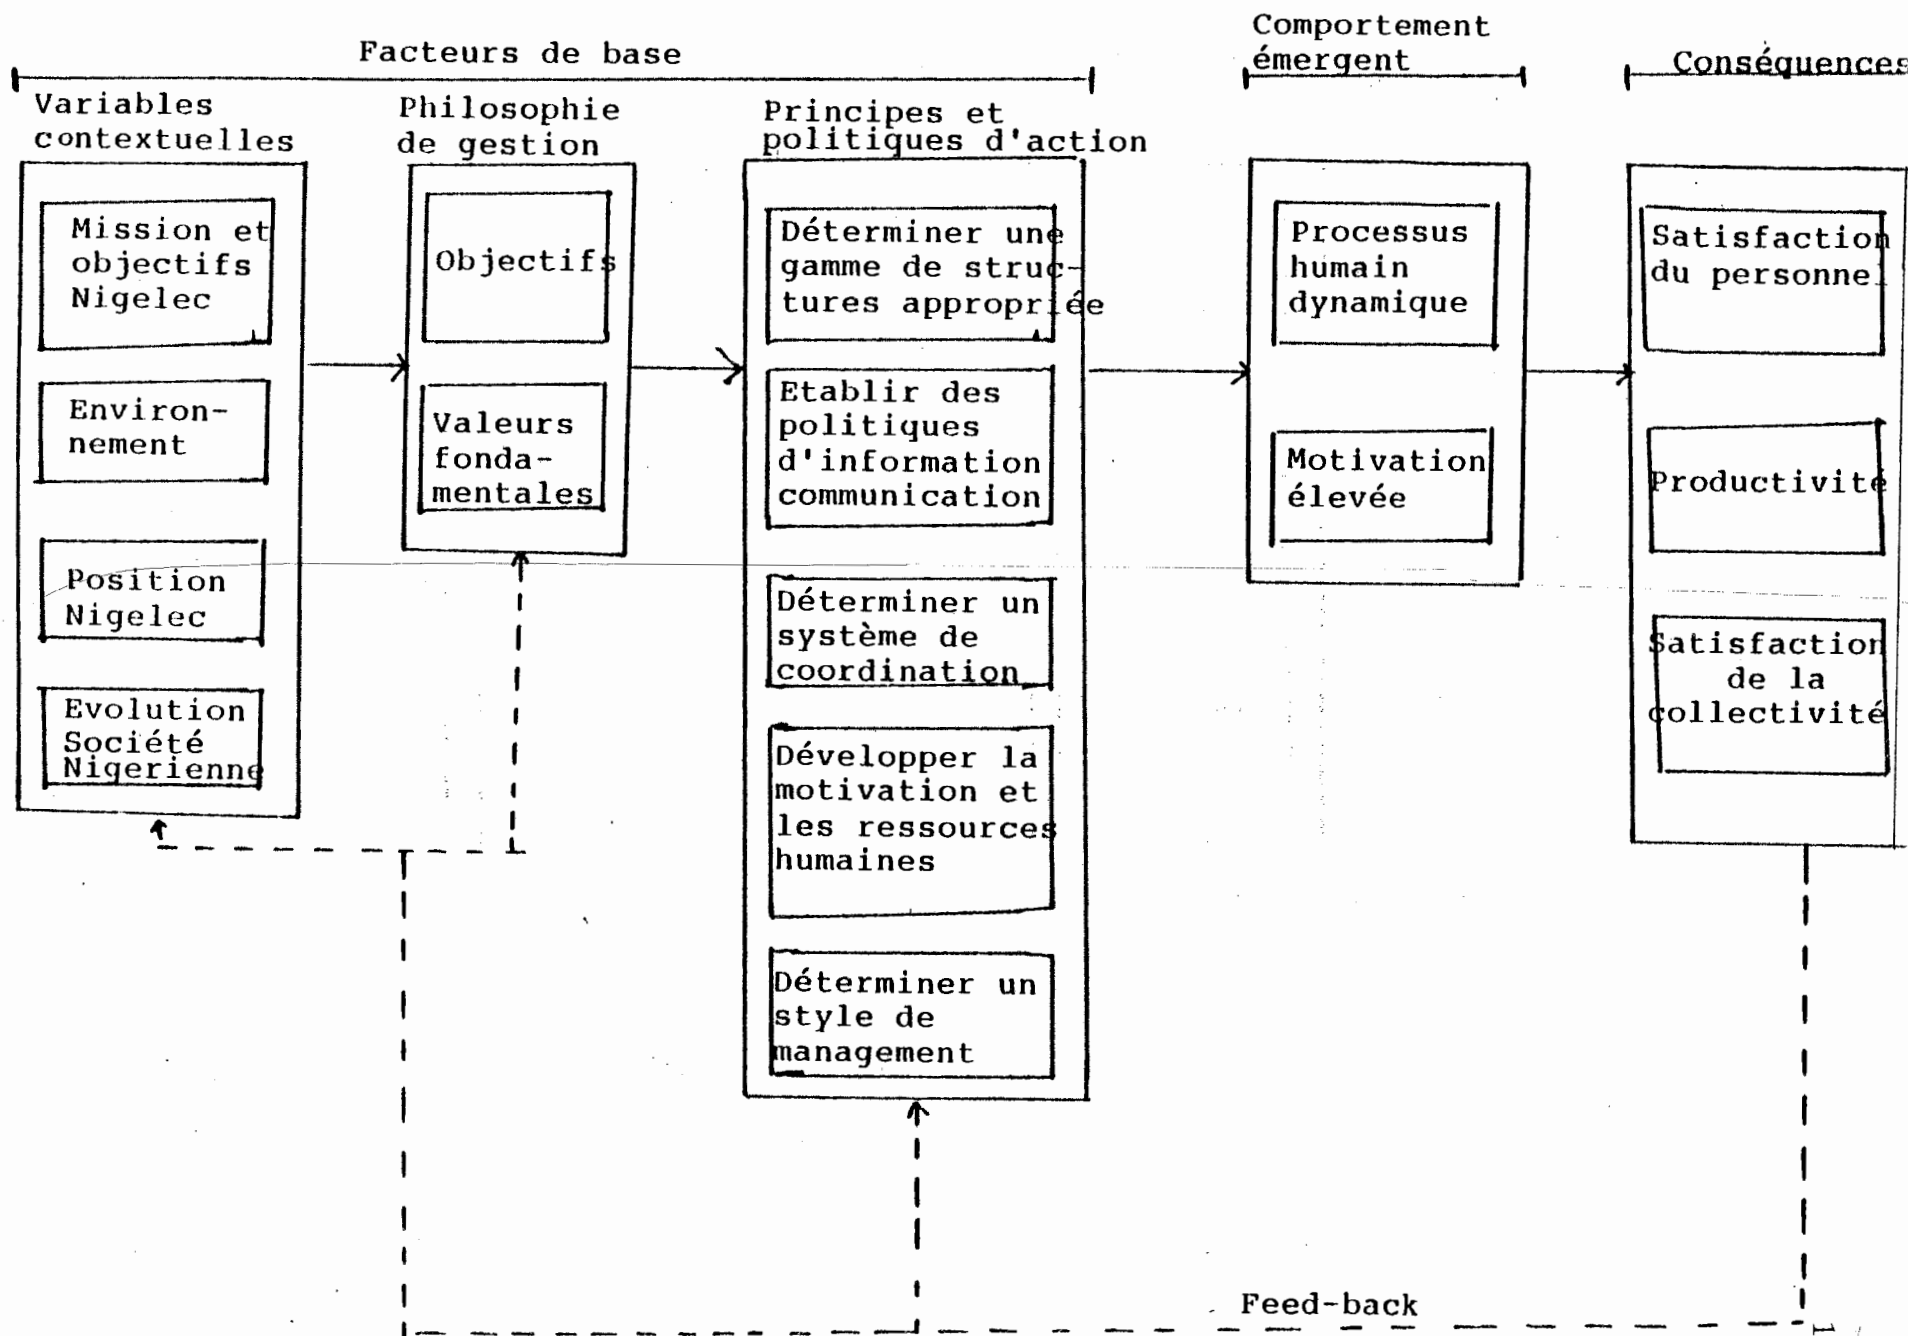 Facteurs de base
Comportement
émergent
Conséquences
Variables
contextuelles
Mission et
objectifs
Nigelec
Environ-
nement
Position
Nigelec
Evolution
Société
Nigerienne
Philosophie
de gestion
Objectifs
Valeurs
fonda-
mentales
Principes et
politiques d'action
Déterminer une
gamme de struc-
tures appropriée
Etablir des
politiques
d'information
communication
Déterminer un
système de
coordination
Développer la
motivation et
les ressources
humaines
Déterminer un
style de
management
Processus
humain
dynamique
Motivation
élevée
Satisfaction
du personnel
Productivité
Satisfaction
de la
collectivité
Feed-back